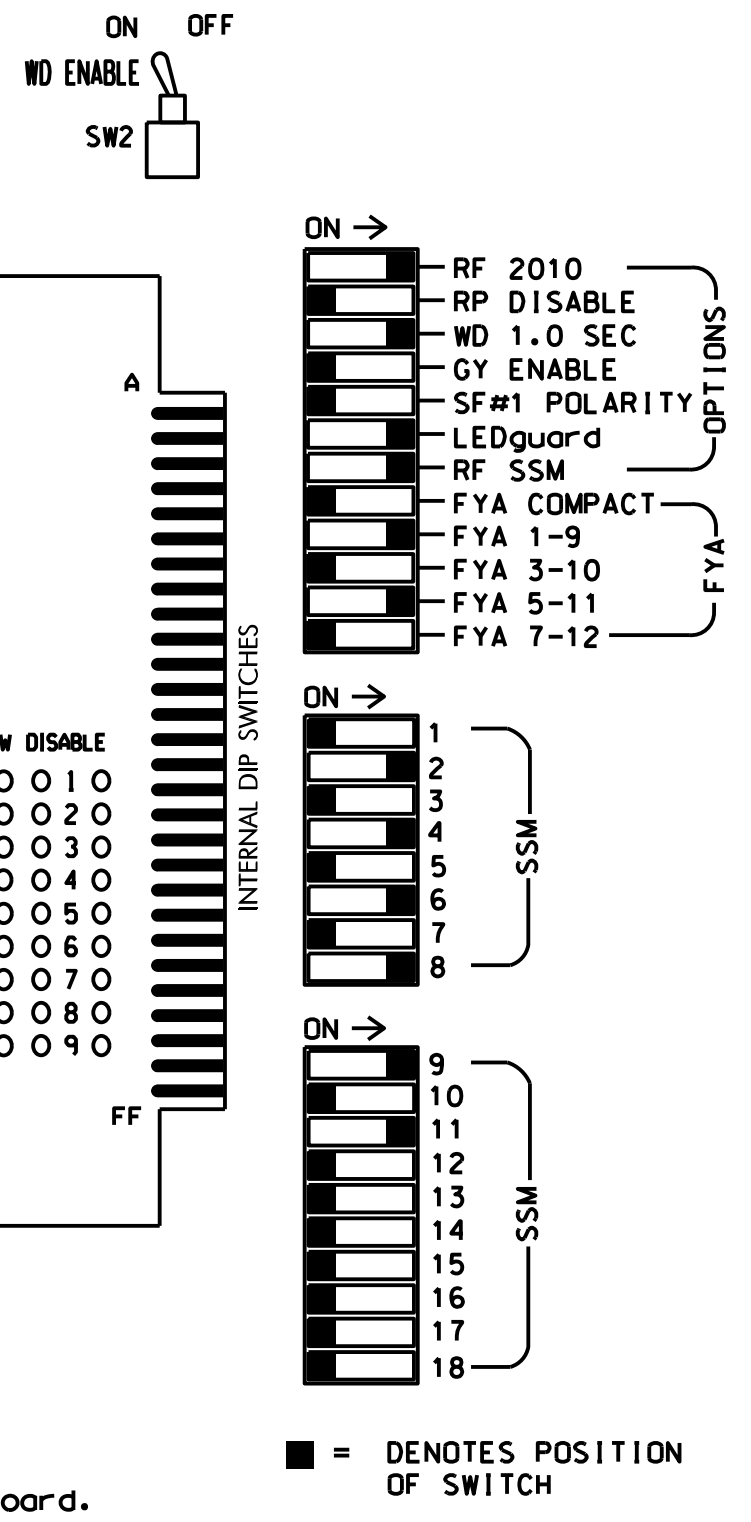 ON OFF
WD ENABLE
SW2
ON →
RF 2010
RP DISABLE
WD 1.0 SEC
GY ENABLE
SF#1 POLARITY
LEDguard
RF SSM
OPTIONS
FYA COMPACT
FYA 1-9
FYA 3-10
FYA 5-11
FYA 7-12
FYA
A
FF
INTERNAL DIP SWITCHES
W DISABLE
1
2
3
4
5
6
7
8
9
ON →
1
2
3
4
5
6
7
8
SSM
ON →
9
10
11
12
13
14
15
16
17
18
SSM
= DENOTES POSITION
OF SWITCH
oard.